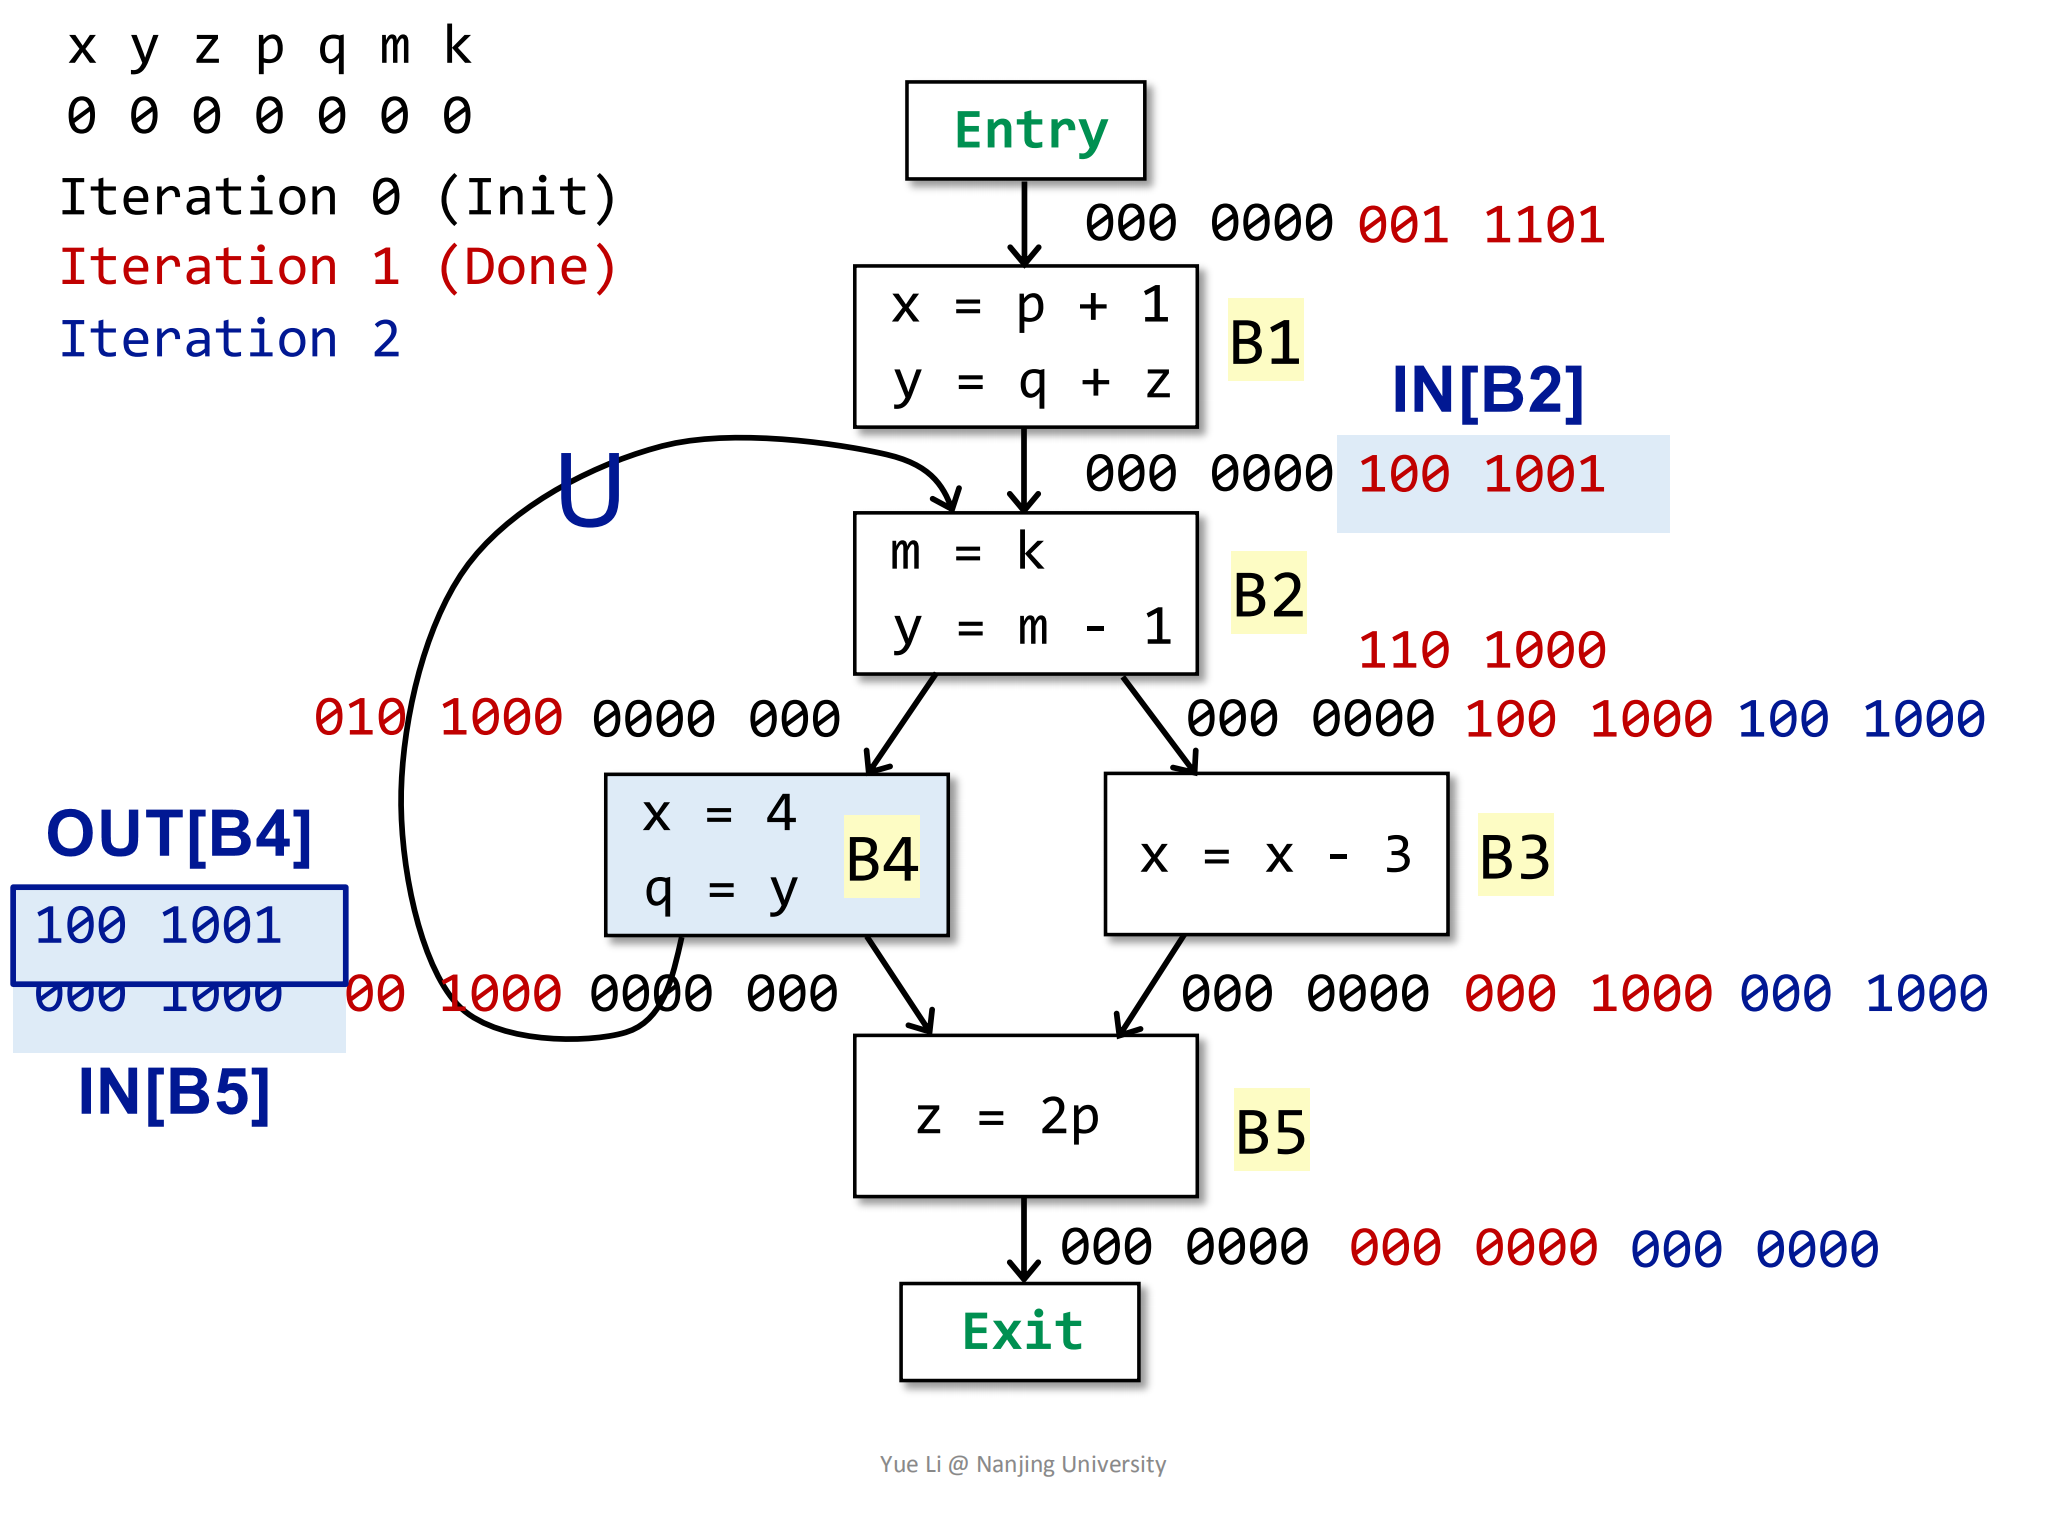 x y z p q m k
0 0 0 0 0 0 0
Iteration 0 (Init)
Iteration 1 (Done)
Iteration 2
Entry
000 0000 001 1101
x = p + 1
y = q + z
B1
IN[B2]
U
000 0000 100 1001
m = k
y = m - 1
B2
110 1000
010 1000 0000 000
000 0000 100 1000 100 1000
x = 4
q = y
B4
x = x - 3
B3
OUT[B4]
100 1001
000 1000 00 1000 0000 000
000 0000 000 1000 000 1000
IN[B5]
z = 2p
B5
000 0000 000 0000 000 0000
Exit
Yue Li @ Nanjing University